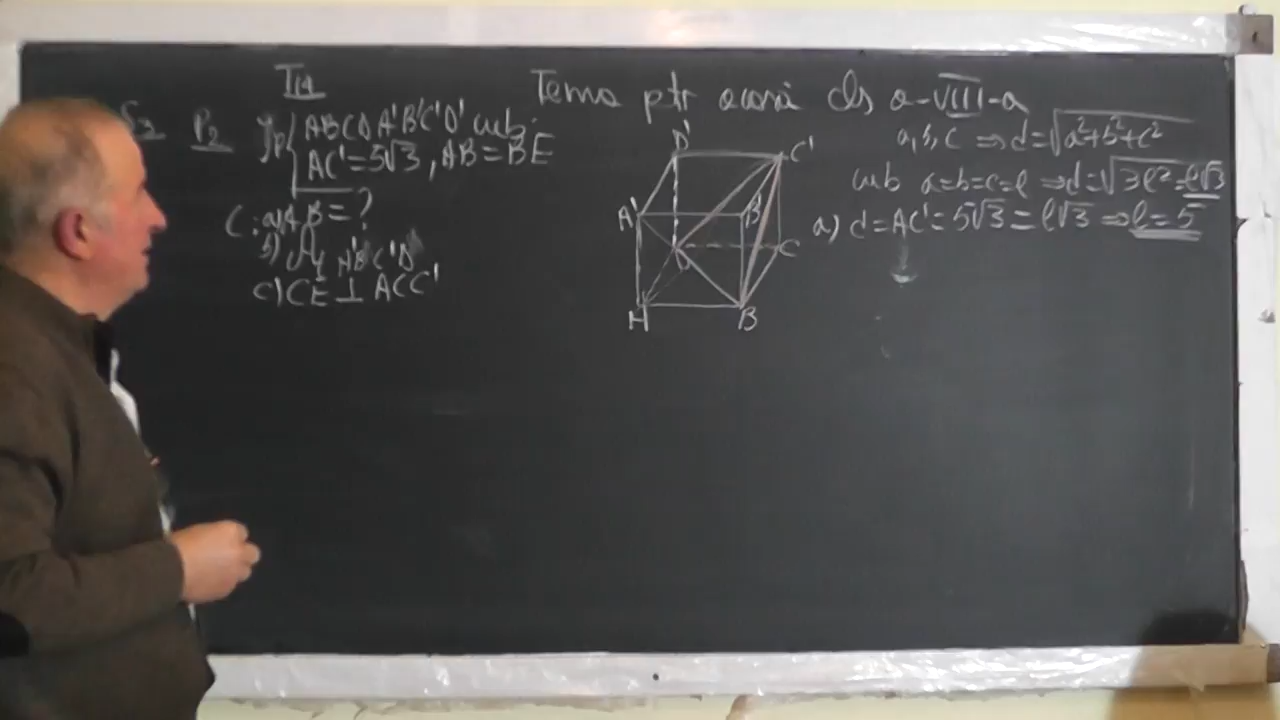 T14
Tema ptr acasă cls a-VIII-a
S3 P2 Ip ABCDA'B'C'D' cub
AC'=5√3, AB=BE
C: a) AB=?
b)
c) CE ⊥ ACC'
D' C'
A' B'
D C
A B
a,b,c ⇒ d=√a²+b²+c²
cub a=b=c=l ⇒ d=√3l²=l√3
a) d=AC'=5√3=l√3 ⇒ l=5